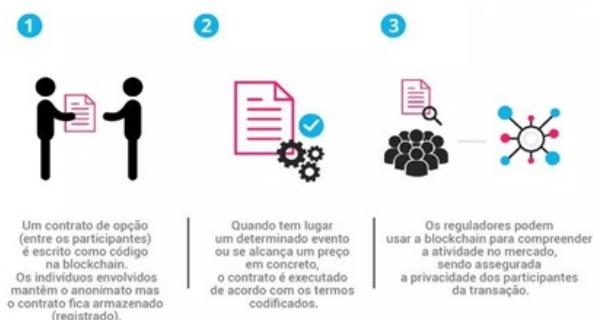 1
2
3
Um contrato de opção
(entre os participantes)
é escrito como código
na blockchain.
Os indivíduos envolvidos
mantêm o anonimato mas
o contrato fica armazenado
(registrado).
Quando tem lugar
um determinado evento
ou se alcança um preço
em concreto,
o contrato é executado
de acordo com os termos
codificados.
Os reguladores podem
usar a blockchain para compreender
a atividade no mercado,
sendo assegurada
a privacidade dos participantes
da transação.